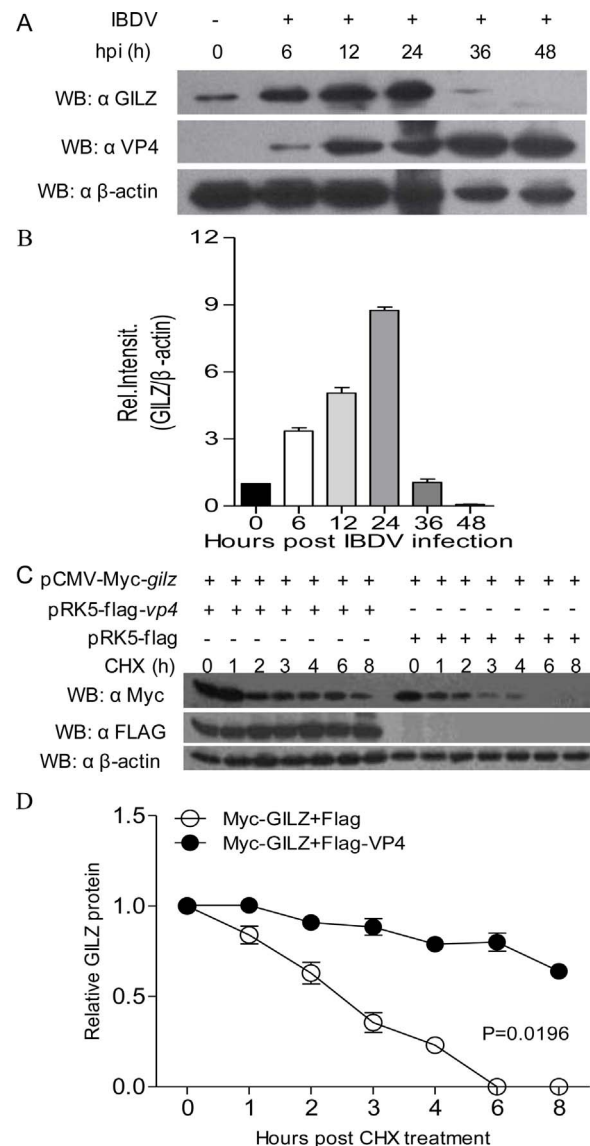 A
IBDV - + + + + +
hpi (h) 0 6 12 24 36 48
WB: α GILZ
WB: α VP4
WB: α β-actin
B
12
9
6
3
0
Rel.Intensit.
(GILZ/β-actin)
0 6 12 24 36 48
Hours post IBDV infection
C
pCMV-Myc-gilz + + + + + + + + + + + + + +
pRK5-flag-vp4 + + + + + + + - - - - - - -
pRK5-flag - - - - - - - + + + + + + +
CHX (h) 0 1 2 3 4 6 8 0 1 2 3 4 6 8
WB: α Myc
WB: α FLAG
WB: α β-actin
D
1.5
1.0
0.5
0.0
Relative GILZ protein
Myc-GILZ+Flag
Myc-GILZ+Flag-VP4
P=0.0196
0 1 2 3 4 6 8
Hours post CHX treatment